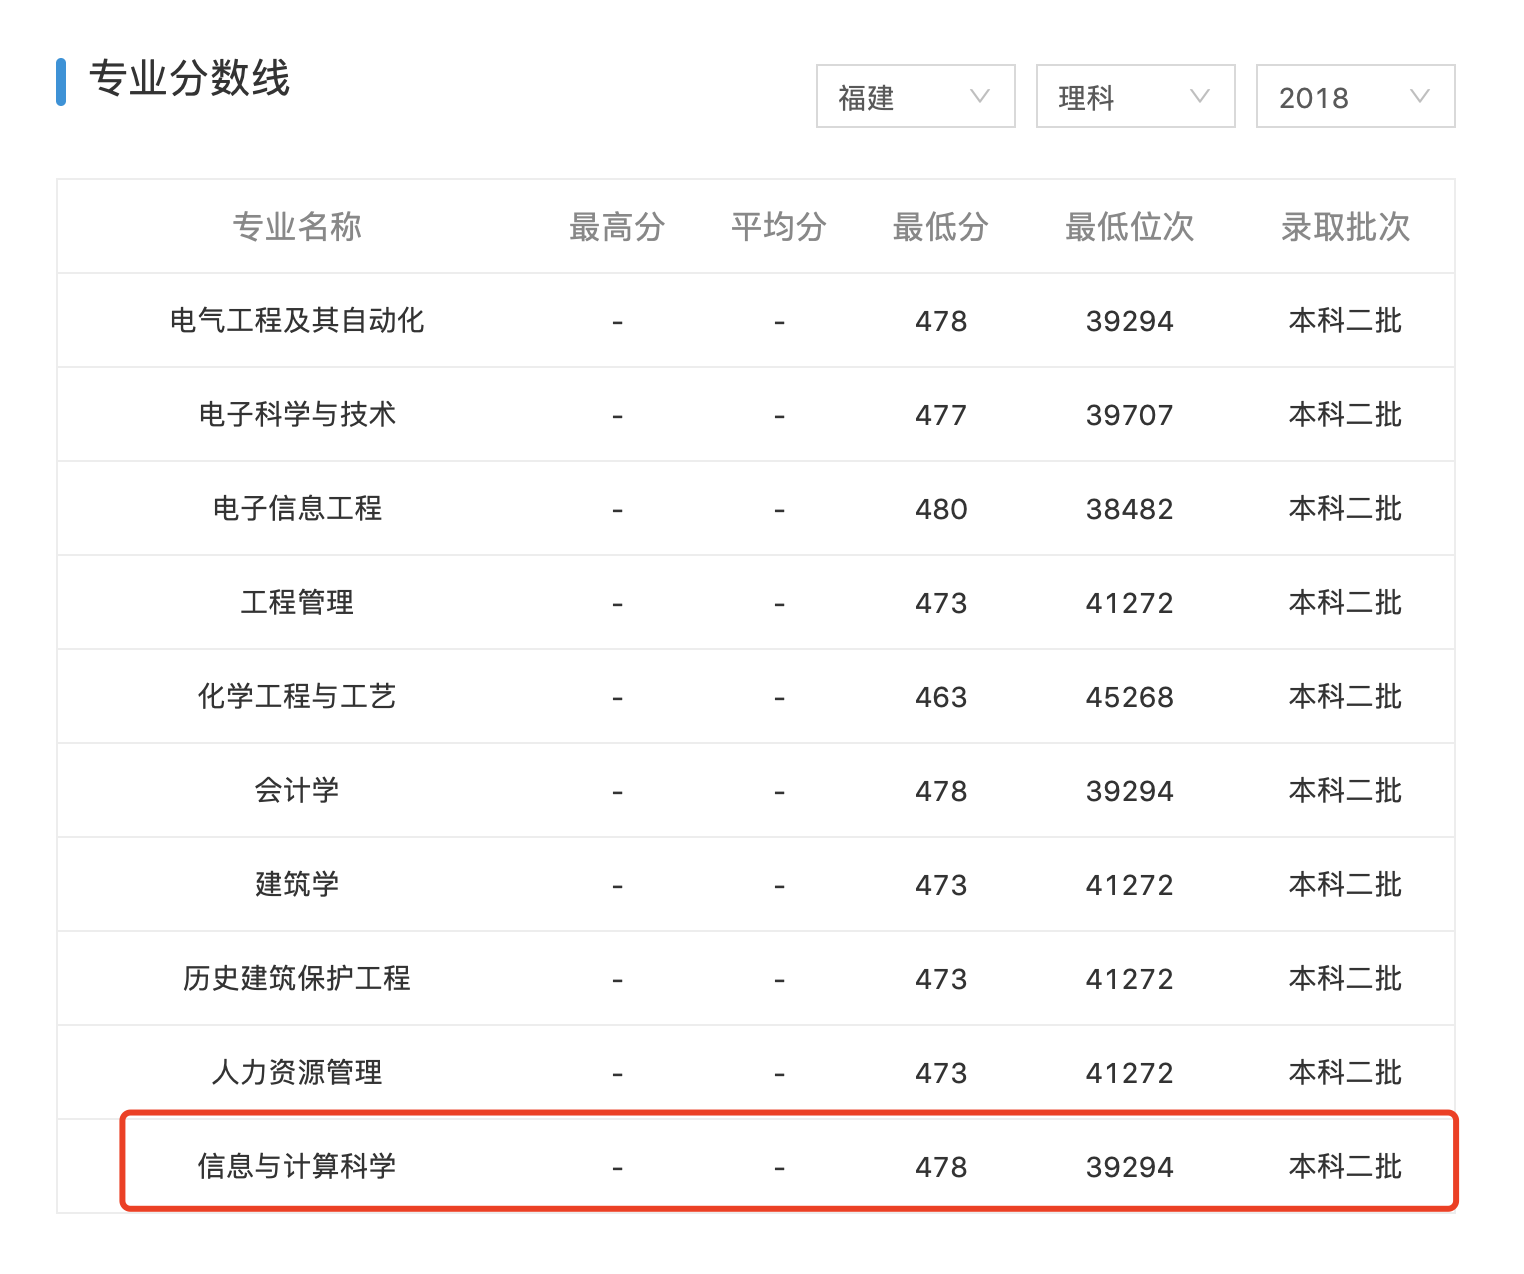 专业分数线
福建 理科 2018
专业名称 最高分 平均分 最低分 最低位次 录取批次
电气工程及其自动化 - - 478 39294 本科二批
电子科学与技术 - - 477 39707 本科二批
电子信息工程 - - 480 38482 本科二批
工程管理 - - 473 41272 本科二批
化学工程与工艺 - - 463 45268 本科二批
会计学 - - 478 39294 本科二批
建筑学 - - 473 41272 本科二批
历史建筑保护工程 - - 473 41272 本科二批
人力资源管理 - - 473 41272 本科二批
信息与计算科学 - - 478 39294 本科二批